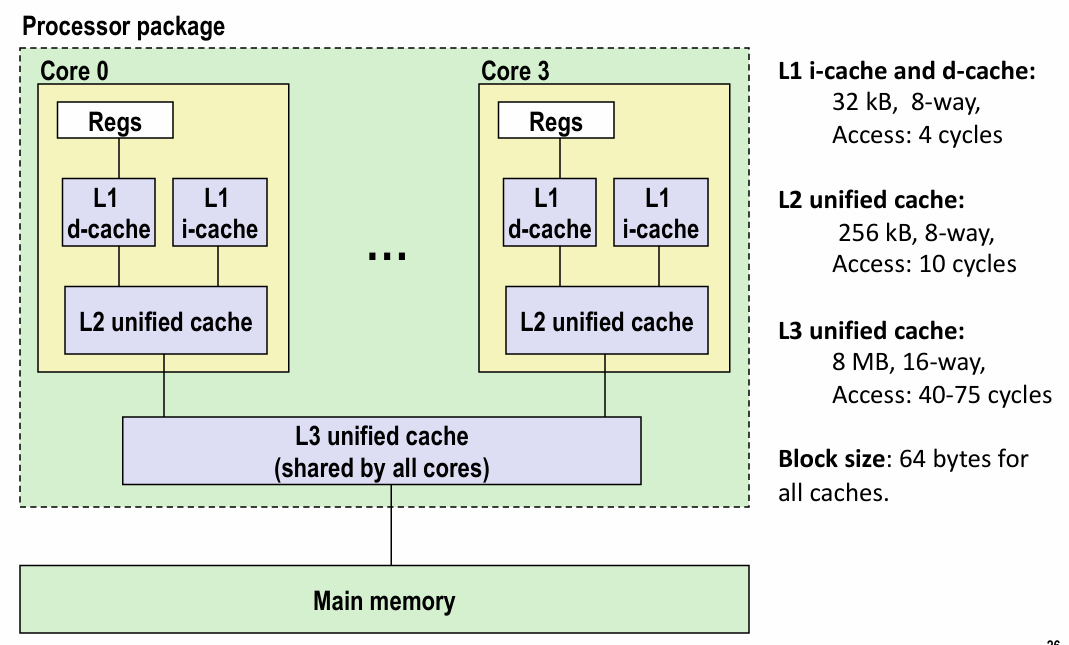 Processor package
Core 0
Regs
L1
d-cache
L1
i-cache
L2 unified cache
...
Core 3
Regs
L1
d-cache
L1
i-cache
L2 unified cache
L3 unified cache
(shared by all cores)
Main memory
L1 i-cache and d-cache:
32 kB, 8-way,
Access: 4 cycles
L2 unified cache:
256 kB, 8-way,
Access: 10 cycles
L3 unified cache:
8 MB, 16-way,
Access: 40-75 cycles
Block size: 64 bytes for
all caches.